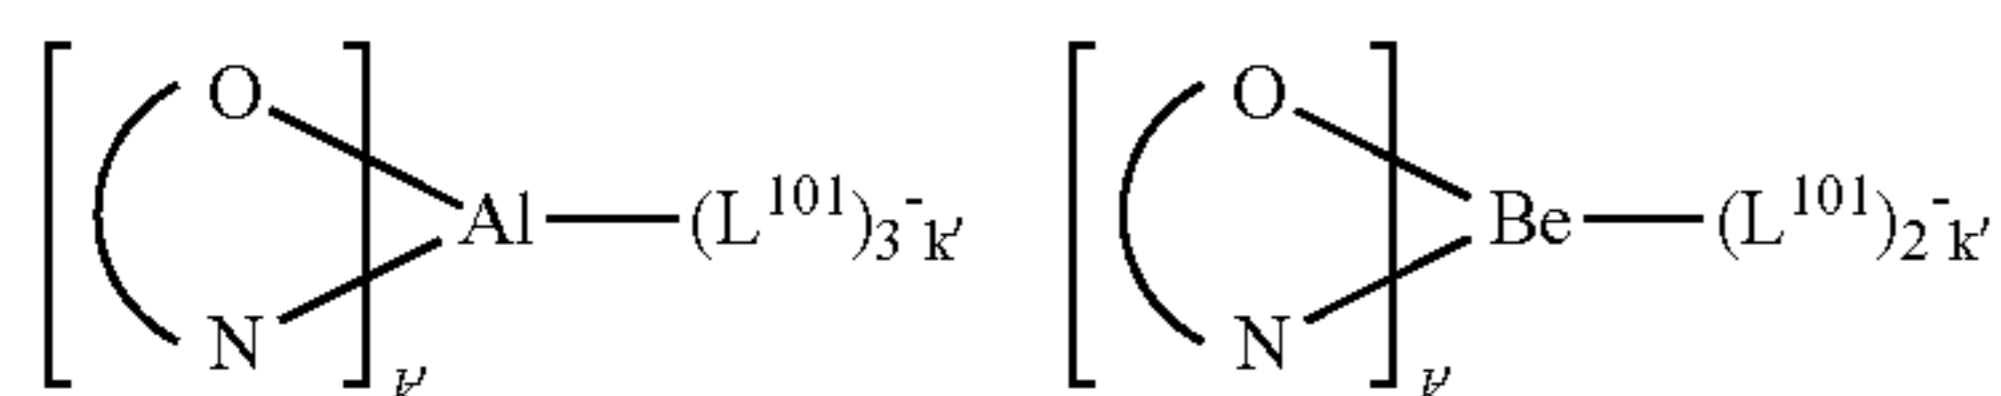 O O
Al—(L¹⁰¹)₃₋k' Be—(L¹⁰¹)₂₋k'
N N
k' k'